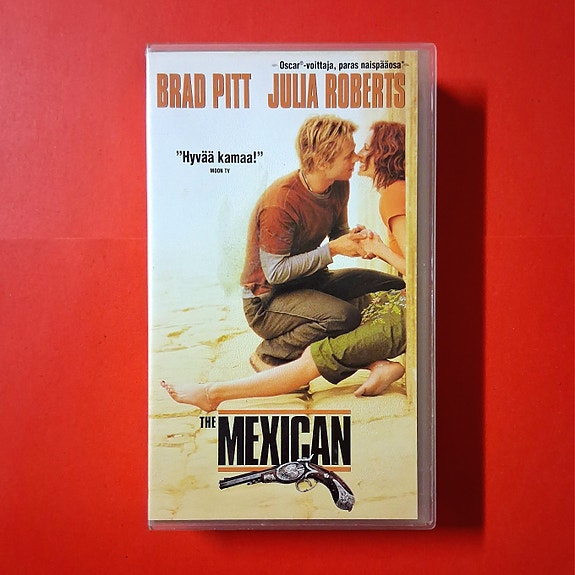 Oscar®-voittaja, paras naispääosa"
BRAD PITT JULIA ROBERTS
"Hyvää kamaa!"
MOON TV
THE MEXICAN